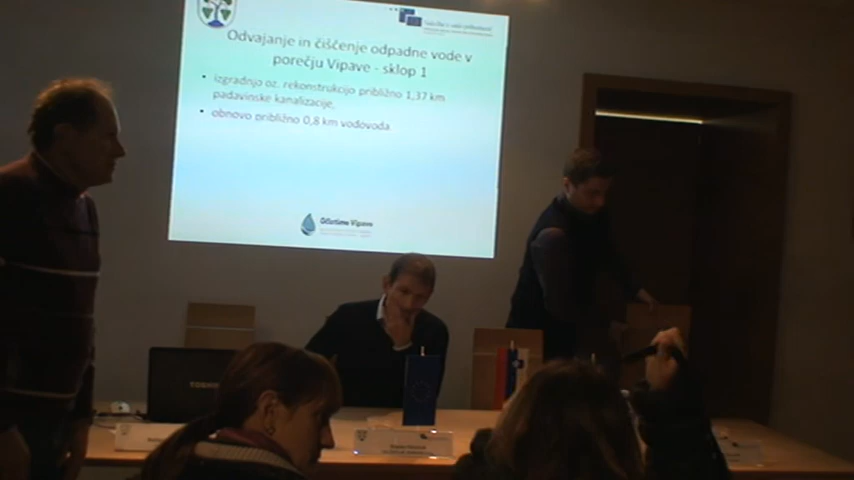 Odvajanje in čiščenje odpadne vode v
porečju Vipave - sklop 1
• izgradnjo oz. rekonstrukcijo približno 1,37 km
padavinske kanalizacije,
• obnovo približno 0,8 km vodovoda
Očistimo Vipavo
TOSHIBA